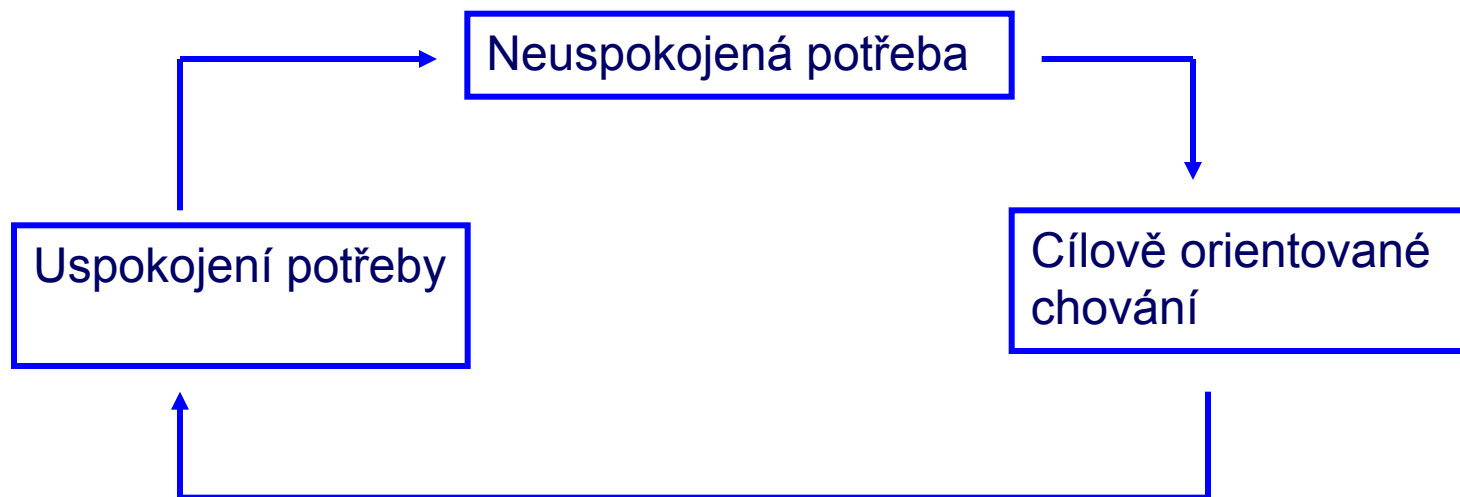 Neuspokojená potřeba
Uspokojení potřeby
Cílově orientované
chování